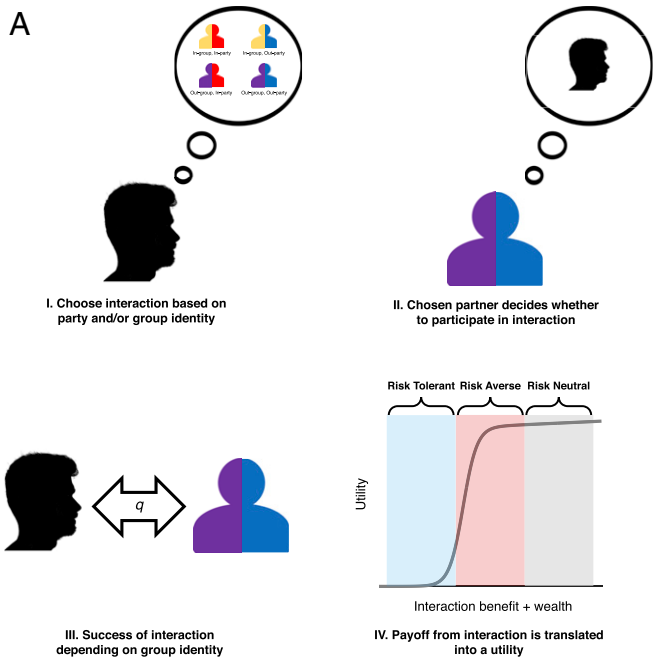 A
In-group, In-party
In-group, Out-party
Out-group, In-party
Out-group, Out-party
I. Choose interaction based on
party and/or group identity
II. Chosen partner decides whether
to participate in interaction
q
III. Success of interaction
depending on group identity
Risk Tolerant
Risk Averse
Risk Neutral
Utility
Interaction benefit + wealth
IV. Payoff from interaction is translated
into a utility